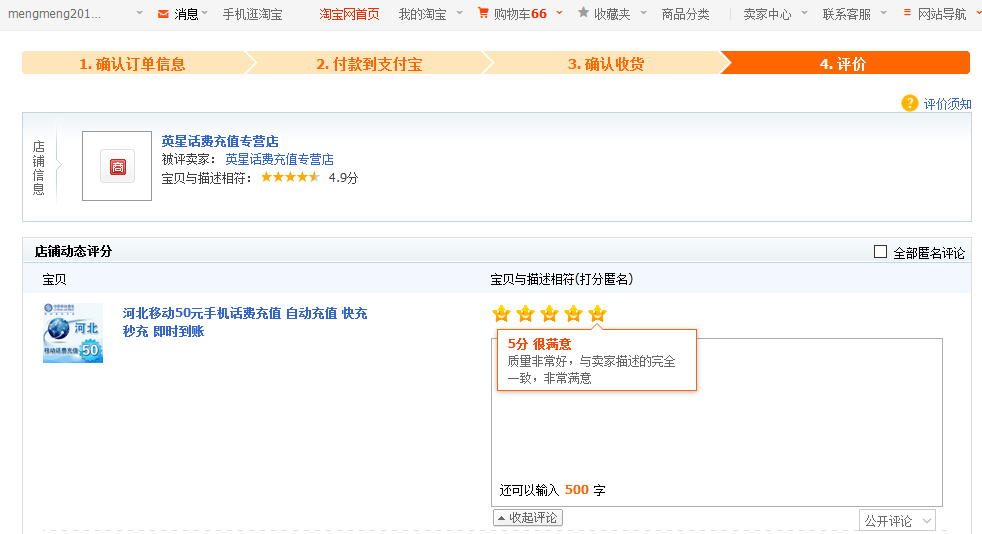 mengmeng201... 消息 手机逛淘宝 淘宝网首页 我的淘宝 购物车66 收藏夹 商品分类 卖家中心 联系客服 网站导航
1. 确认订单信息 2. 付款到支付宝 3. 确认收货 4. 评价
? 评价须知
店铺信息
商
英星话费充值专营店
被评卖家: 英星话费充值专营店
宝贝与描述相符: 4.9分
店铺动态评分 全部匿名评论
宝贝 宝贝与描述相符(打分匿名)
河北
移动话费充值 50
河北移动50元手机话费充值 自动充值 快充
秒充 即时到账
5分 很满意
质量非常好，与卖家描述的完全
一致，非常满意
还可以输入 500 字
收起评论 公开评论